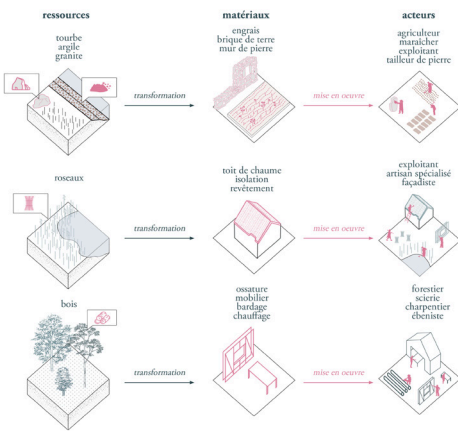 ressources
matériaux
acteurs
tourbe
argile
granite
engrais
brique de terre
mur de pierre
agriculteur
maraîcher
exploitant
tailleur de pierre
transformation
mise en oeuvre
roseaux
toit de chaume
isolation
revêtement
exploitant
artisan spécialisé
façadiste
transformation
mise en oeuvre
bois
ossature
mobilier
bardage
chauffage
forestier
scierie
charpentier
ébeniste
transformation
mise en oeuvre